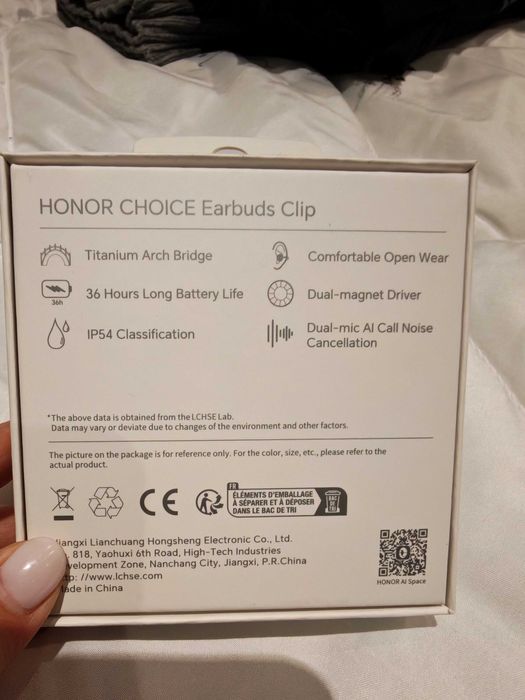 HONOR CHOICE Earbuds Clip
Titanium Arch Bridge
Comfortable Open Wear
36h
36 Hours Long Battery Life
Dual-magnet Driver
IP54 Classification
Dual-mic AI Call Noise
Cancellation
*The above data is obtained from the LCHSE Lab.
Data may vary or deviate due to changes of the environment and other factors.
The picture on the package is for reference only. For the color, size, etc., please refer to the
actual product.
CE
FR
ÉLÉMENTS D'EMBALLAGE
À SÉPARER ET À DÉPOSER
DANS LE BAC DE TRI
BAC
DE
TRI
Lianchuang Hongsheng Electronic Co., Ltd.
818, Yaohuxi 6th Road, High-Tech Industries
Zone, Nanchang City, Jiangxi, P.R.China
://www.lchse.com
in China
HONOR AI Space